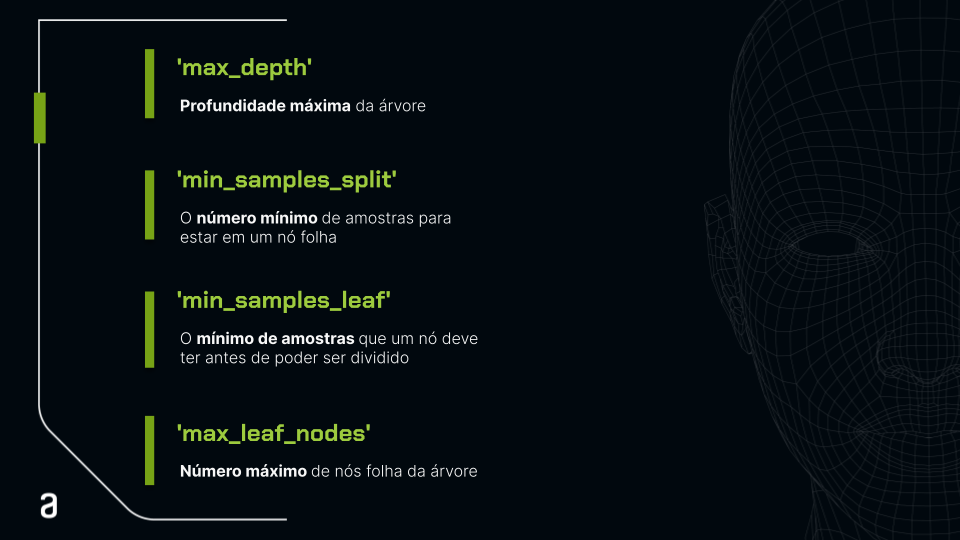 'max_depth'
Profundidade máxima da árvore
'min_samples_split'
O número mínimo de amostras para
estar em um nó folha
'min_samples_leaf'
O mínimo de amostras que um nó deve
ter antes de poder ser dividido
'max_leaf_nodes'
Número máximo de nós folha da árvore
a